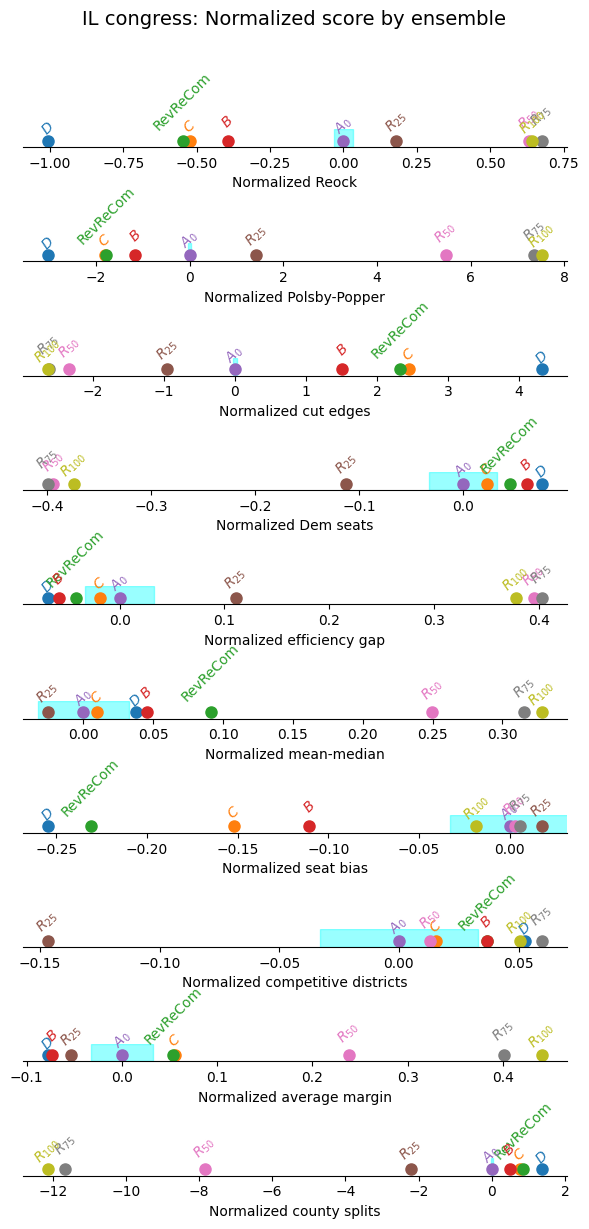 IL congress: Normalized score by ensemble
D RevReCom C B A₀ R₂₅ R₅₀ R₁₀₀ R₇₅
−1.00 −0.75 −0.50 −0.25 0.00 0.25 0.50 0.75
Normalized Reock
D RevReCom C B A₀ R₂₅ R₅₀ R₇₅ R₁₀₀
−2 0 2 4 6 8
Normalized Polsby-Popper
R₁₀₀ R₇₅ R₅₀ R₂₅ A₀ B RevReCom C D
−2 −1 0 1 2 3 4
Normalized cut edges
R₇₅ R₅₀ R₁₀₀ R₂₅ A₀ C RevReCom B D
−0.4 −0.3 −0.2 −0.1 0.0
Normalized Dem seats
D B RevReCom C A₀ R₂₅ R₁₀₀ R₅₀ R₇₅
0.0 0.1 0.2 0.3 0.4
Normalized efficiency gap
R₂₅ A₀ C D B RevReCom R₅₀ R₇₅ R₁₀₀
0.00 0.05 0.10 0.15 0.20 0.25 0.30
Normalized mean-median
D RevReCom C B R₁₀₀ A₀ R₅₀ R₇₅ R₂₅
−0.25 −0.20 −0.15 −0.10 −0.05 0.00
Normalized seat bias
R₂₅ A₀ R₅₀ C RevReCom B R₁₀₀ D R₇₅
−0.15 −0.10 −0.05 0.00 0.05
Normalized competitive districts
D B R₂₅ A₀ RevReCom C R₅₀ R₇₅ R₁₀₀
−0.1 0.0 0.1 0.2 0.3 0.4
Normalized average margin
R₁₀₀ R₇₅ R₅₀ R₂₅ A₀ B C RevReCom D
−12 −10 −8 −6 −4 −2 0 2
Normalized county splits